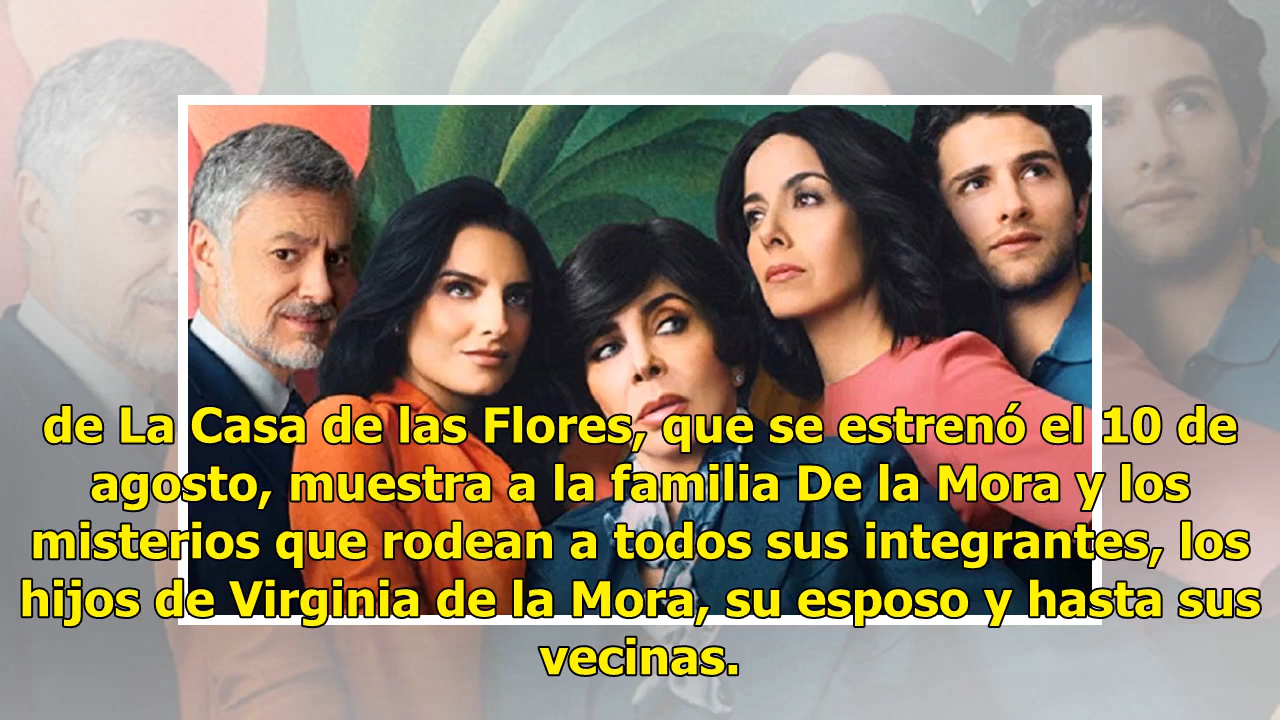 de La Casa de las Flores, que se estrenó el 10 de
agosto, muestra a la familia De la Mora y los
misterios que rodean a todos sus integrantes, los
hijos de Virginia de la Mora, su esposo y hasta sus
vecinas.